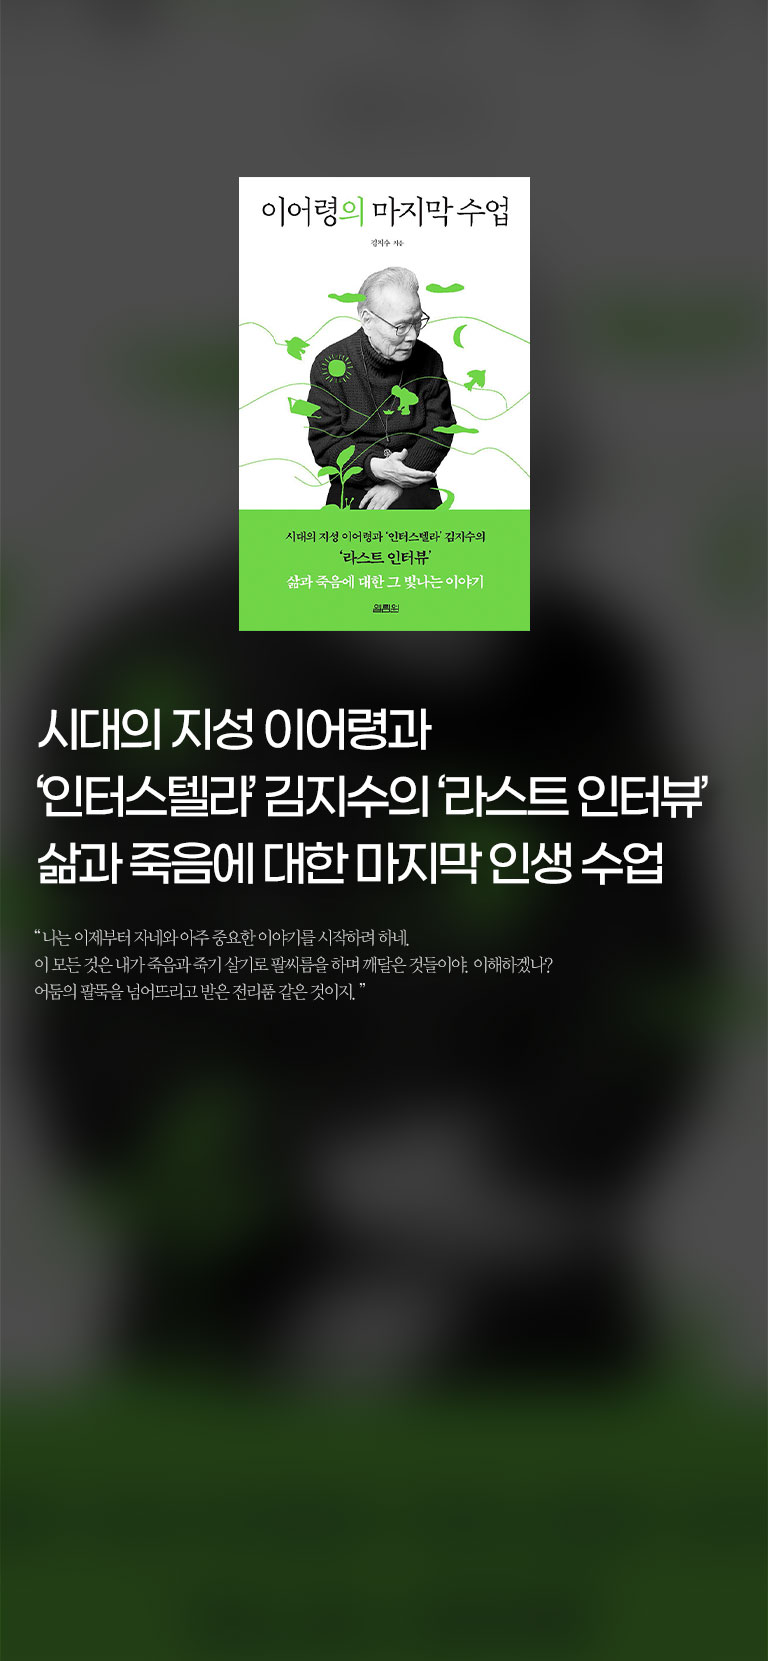 이어령의 마지막 수업
김지수 지음
시대의 지성 이어령과 ‘인터스텔라’ 김지수의
‘라스트 인터뷰’
삶과 죽음에 대한 그 빛나는 이야기
열림원
시대의 지성 이어령과
‘인터스텔라’ 김지수의 ‘라스트 인터뷰’
삶과 죽음에 대한 마지막 인생 수업
“ 나는 이제부터 자네와 아주 중요한 이야기를 시작하려 하네.
이 모든 것은 내가 죽음과 죽기 살기로 팔씨름을 하며 깨달은 것들이야. 이해하겠나?
어둠의 팔뚝을 넘어뜨리고 받은 전리품 같은 것이지. ”